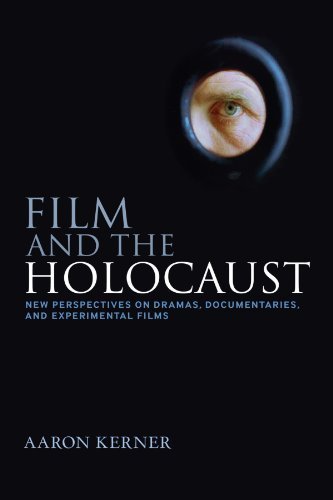 FILM
AND THE
HOLOCAUST
NEW PERSPECTIVES ON DRAMAS, DOCUMENTARIES,
AND EXPERIMENTAL FILMS
AARON KERNER